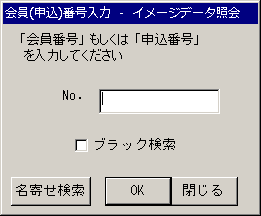 会員(申込)番号入力 - イメージデータ照会
「会員番号」もしくは「申込番号」
を入力してください
No.
ブラック検索
名寄せ検索 OK 閉じる